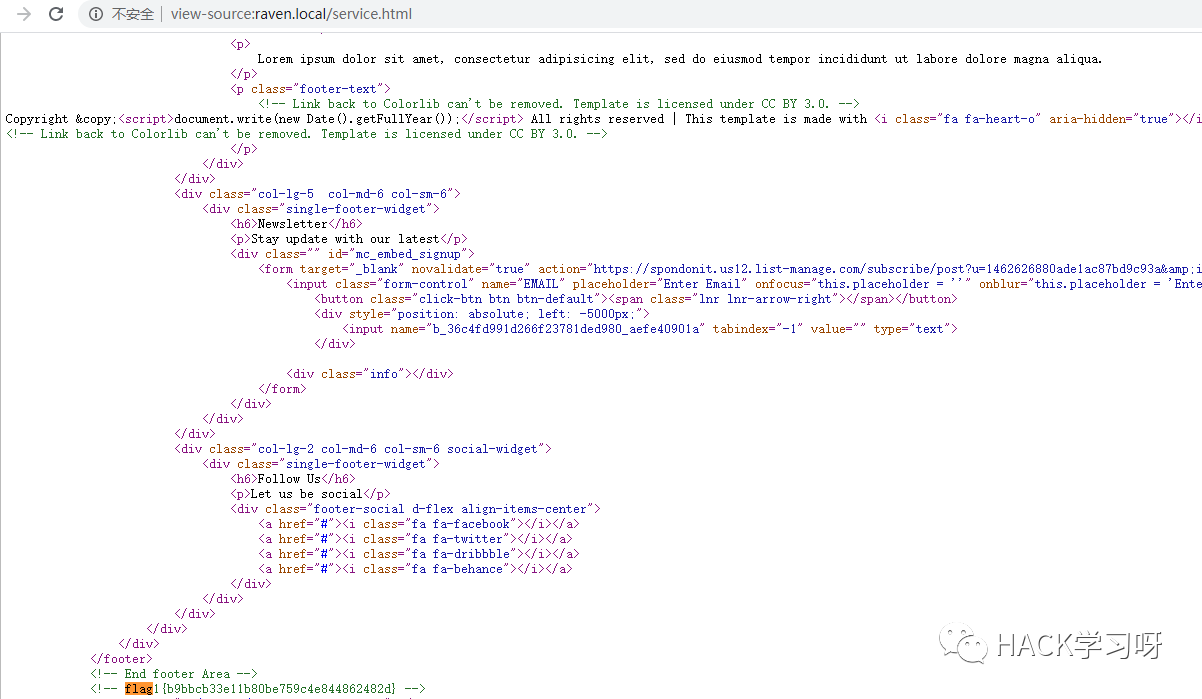 不安全 | view-source:raven.local/service.html
<p>
Lorem ipsum dolor sit amet, consectetur adipisicing elit, sed do eiusmod tempor incididunt ut labore dolore magna aliqua.
</p>
<p class="footer-text">
<!-- Link back to Colorlib can't be removed. Template is licensed under CC BY 3.0. -->
Copyright &copy;<script>document.write(new Date().getFullYear());</script> All rights reserved | This template is made with <i class="fa fa-heart-o" aria-hidden="true"></i
<!-- Link back to Colorlib can't be removed. Template is licensed under CC BY 3.0. -->
</p>
</div>
</div>
<div class="col-lg-5  col-md-6 col-sm-6">
<div class="single-footer-widget">
<h6>Newsletter</h6>
<p>Stay update with our latest</p>
<div class="" id="mc_embed_signup">
<form target="_blank" novalidate="true" action="https://spondonit.us12.list-manage.com/subscribe/post?u=1462626880ade1ac87bd9c93a&amp;i
<input class="form-control" name="EMAIL" placeholder="Enter Email" onfocus="this.placeholder = ''" onblur="this.placeholder = 'Ente
<button class="click-btn btn btn-default"><span class="lnr lnr-arrow-right"></span></button>
<div style="position: absolute; left: -5000px;">
<input name="b_36c4fd991d266f23781ded980_aefe40901a" tabindex="-1" value="" type="text">
</div>
<div class="info"></div>
</form>
</div>
</div>
</div>
<div class="col-lg-2 col-md-6 col-sm-6 social-widget">
<div class="single-footer-widget">
<h6>Follow Us</h6>
<p>Let us be social</p>
<div class="footer-social d-flex align-items-center">
<a href="#"><i class="fa fa-facebook"></i></a>
<a href="#"><i class="fa fa-twitter"></i></a>
<a href="#"><i class="fa fa-dribbble"></i></a>
<a href="#"><i class="fa fa-behance"></i></a>
</div>
</div>
</div>
</div>
</div>
</footer>
<!-- End footer Area -->
<!-- flag1{b9bbcb33e11b80be759c4e844862482d} -->
HACK学习呀